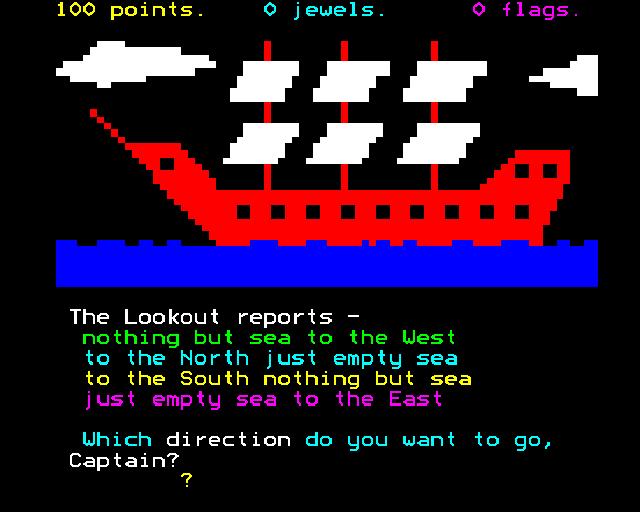 100 points. 0 jewels. 0 flags.
The Lookout reports -
nothing but sea to the West
to the North just empty sea
to the South nothing but sea
just empty sea to the East
Which direction do you want to go,
Captain?
?